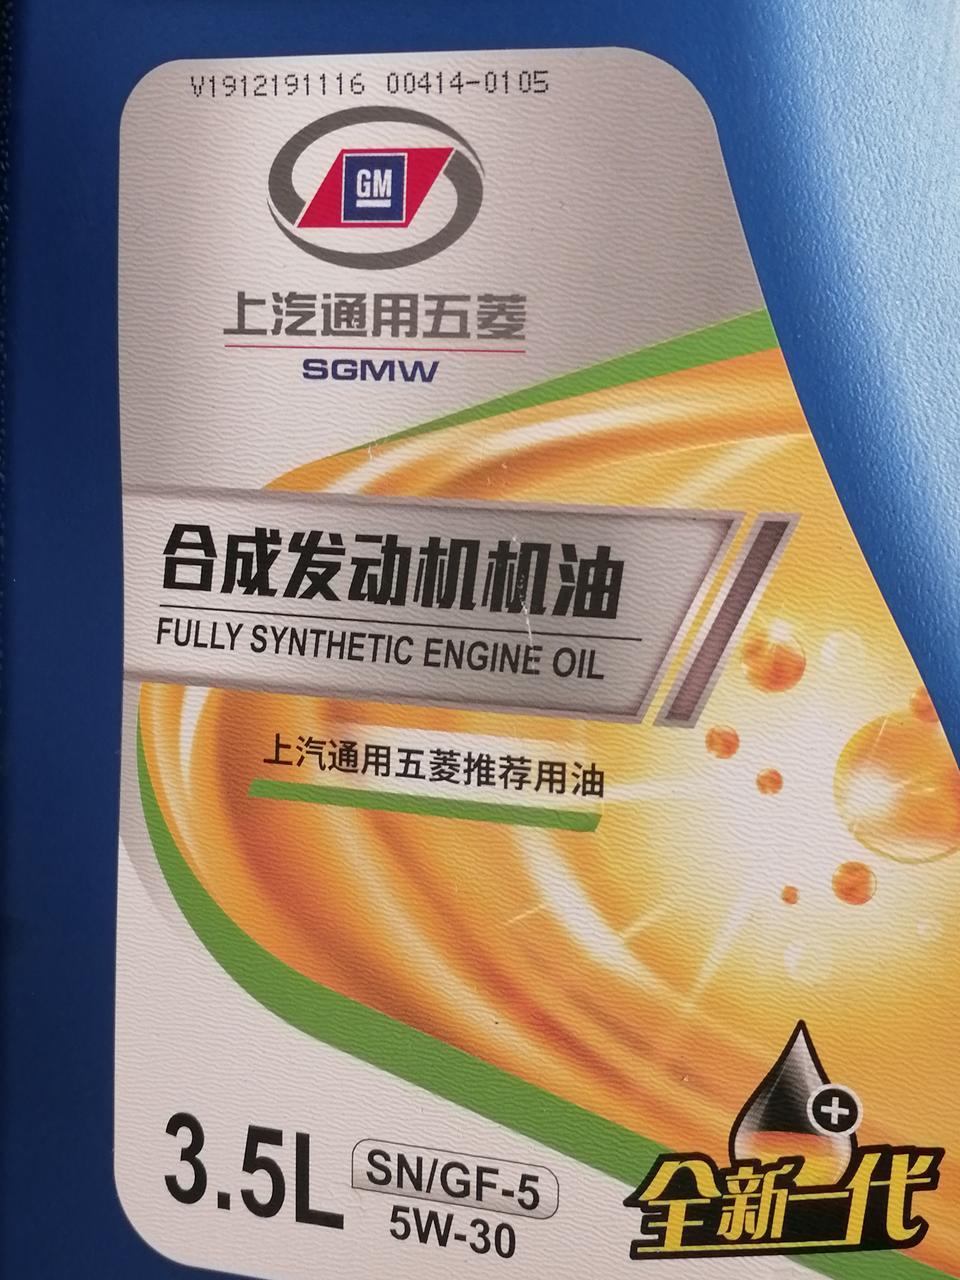 V1912191116 00414-0105
GM
上汽通用五菱
SGMW
合成发动机机油
FULLY SYNTHETIC ENGINE OIL
上汽通用五菱推荐用油
3.5L
SN/GF-5
5W-30
全新一代